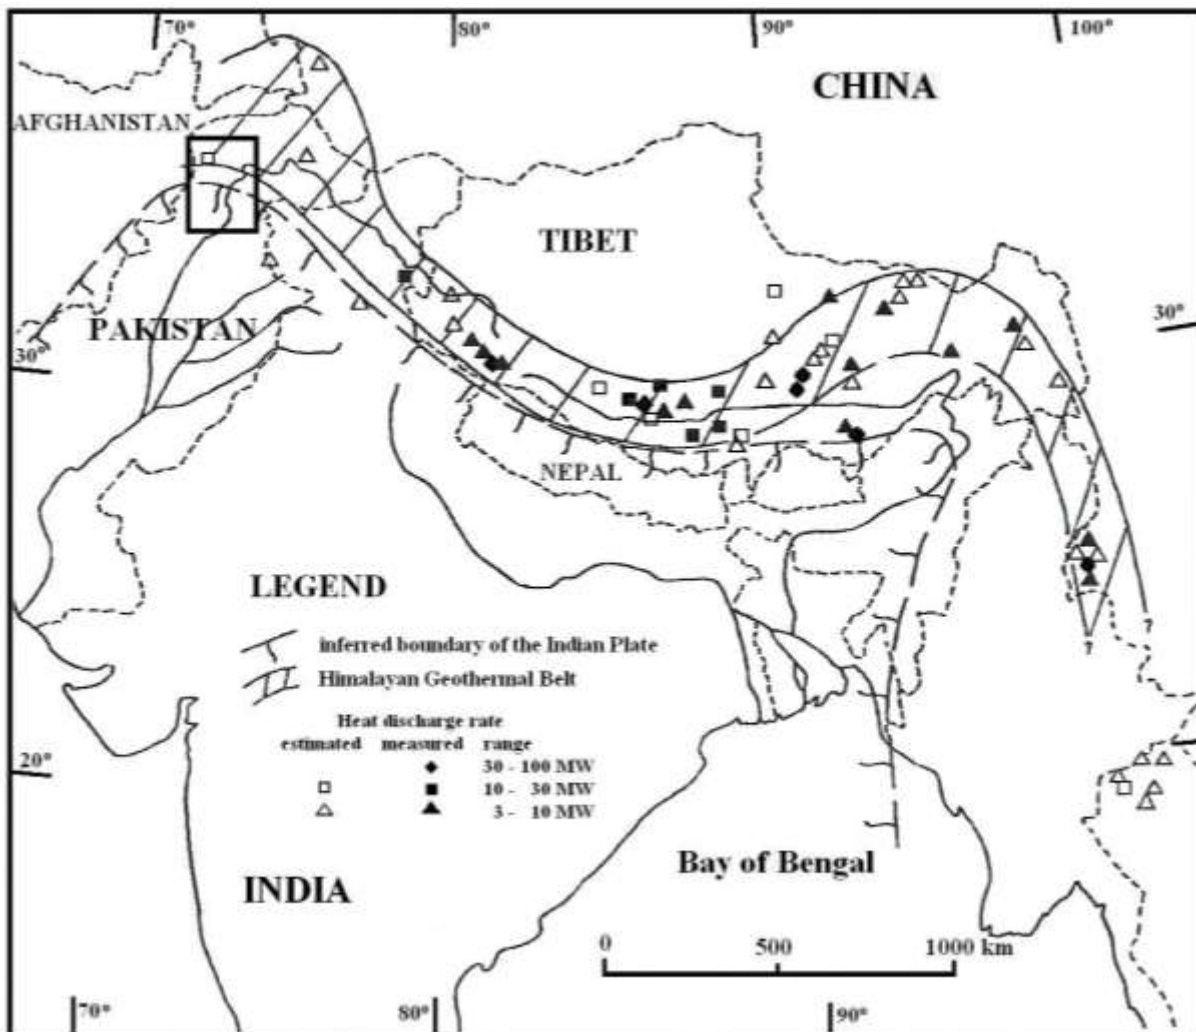 70° 80° 90° 100°
CHINA
AFGHANISTAN
TIBET
PAKISTAN
30° 30°
NEPAL
LEGEND
inferred boundary of the Indian Plate
Himalayan Geothermal Belt
? ?
Heat discharge rate
estimated measured range
30 - 100 MW
10 - 30 MW
3 - 10 MW
20°
INDIA
Bay of Bengal
0 500 1000 km
70° 80° 90°